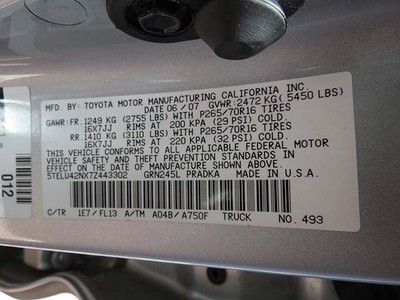 MFD. BY: TOYOTA MOTOR MANUFACTURING CALIFORNIA INC.
DATE 06/07 GVWR:2472 KG(5450 LBS)
GAWR:FR.1249 KG (2755 LBS) WITH P265/70R16 TIRES
16X7JJ RIMS AT 200 KPA (29 PSI) COLD.
RR.1410 KG (3110 LBS) WITH P265/70R16 TIRES
16X7JJ RIMS AT 220 KPA (32 PSI) COLD.
THIS VEHICLE CONFORMS TO ALL APPLICABLE FEDERAL MOTOR
VEHICLE SAFETY AND THEFT PREVENTION STANDARDS IN
EFFECT ON THE DATE OF MANUFACTURE SHOWN ABOVE.
5TELU42NX7Z443302 GRN245L PRADKA MADE IN U.S.A.
C/TR 1E7/FL13 A/TM A04B/A750F TRUCK NO. 493
012